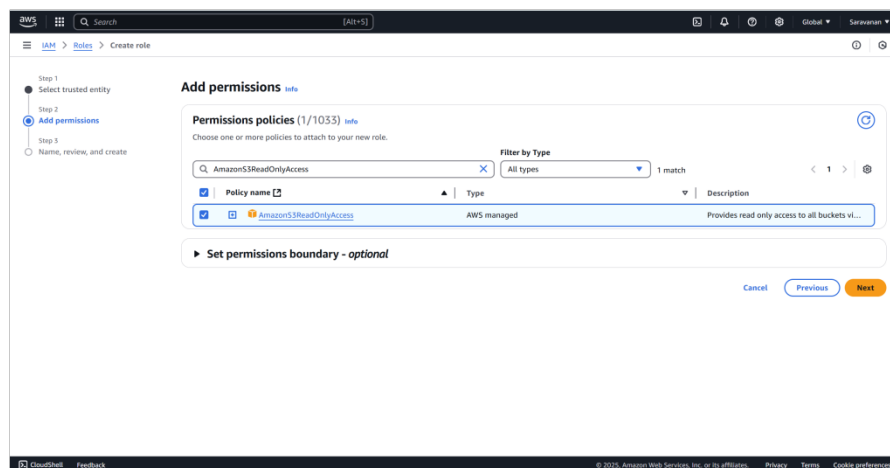 aws Search [Alt+S] Global Saravanan
IAM > Roles > Create role
Step 1
Select trusted entity
Step 2
Add permissions
Step 3
Name, review, and create
Add permissions Info
Permissions policies (1/1033) Info
Choose one or more policies to attach to your new role.
Filter by Type
AmazonS3ReadOnlyAccess All types 1 match 1
Policy name Type Description
AmazonS3ReadOnlyAccess AWS managed Provides read only access to all buckets vi...
Set permissions boundary - optional
Cancel Previous Next
CloudShell Feedback © 2025, Amazon Web Services, Inc. or its affiliates. Privacy Terms Cookie preferences